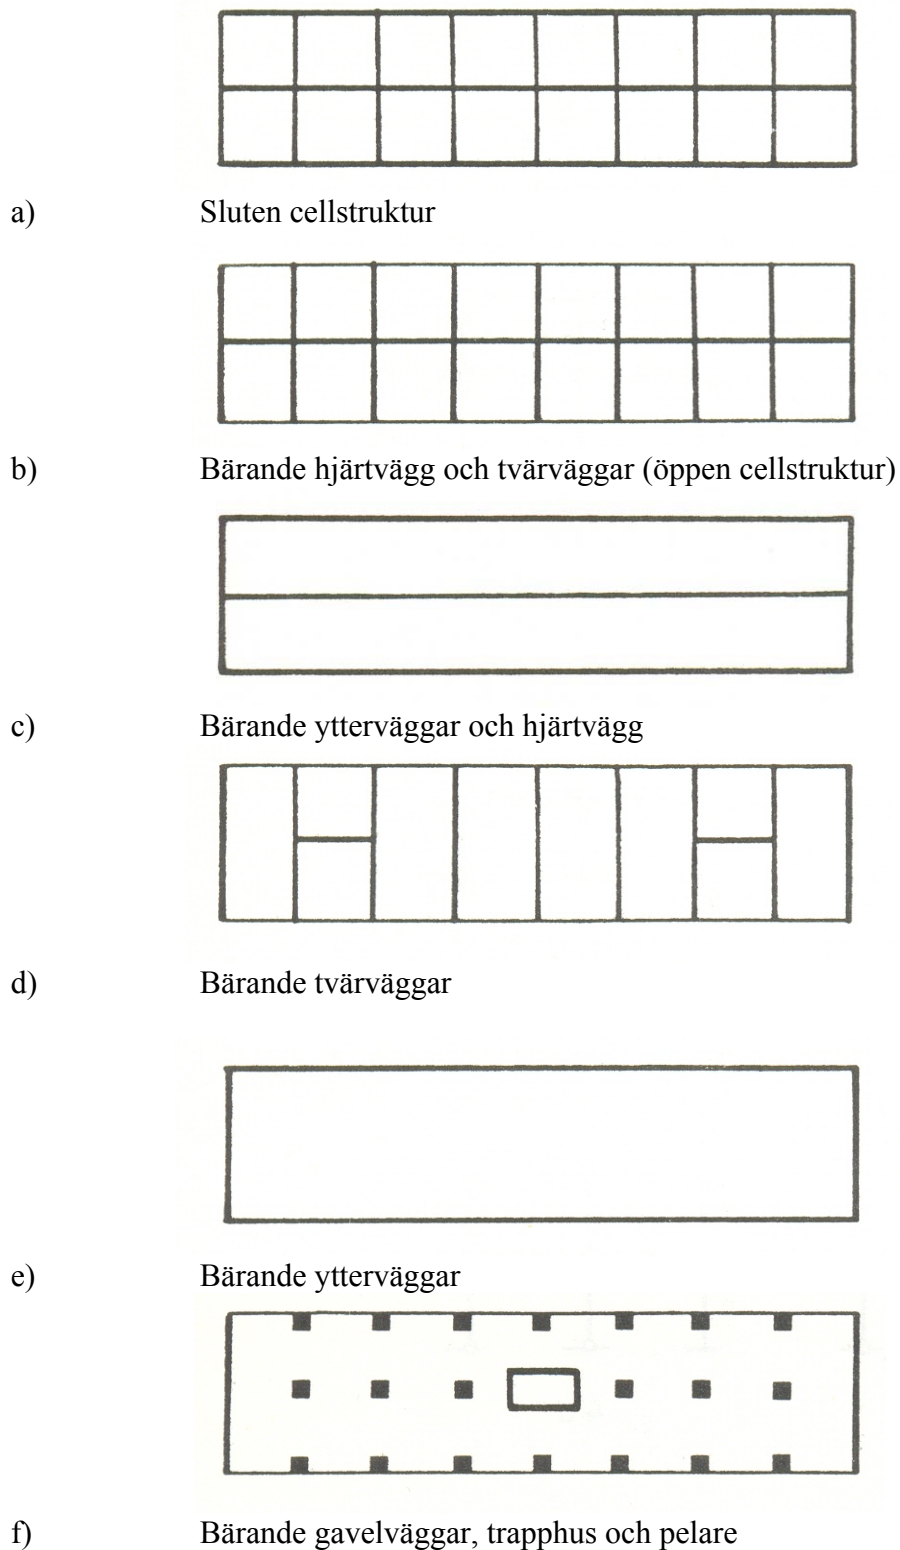 a) Sluten cellstruktur
b) Bärande hjärtvägg och tvärväggar (öppen cellstruktur)
c) Bärande ytterväggar och hjärtvägg
d) Bärande tvärväggar
e) Bärande ytterväggar
f) Bärande gavelväggar, trapphus och pelare